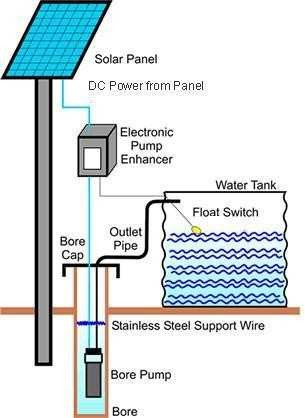 Solar Panel
DC Power from Panel
Electronic
Pump
Enhancer
Water Tank
Float Switch
Outlet
Pipe
Bore
Cap
Stainless Steel Support Wire
Bore Pump
Bore